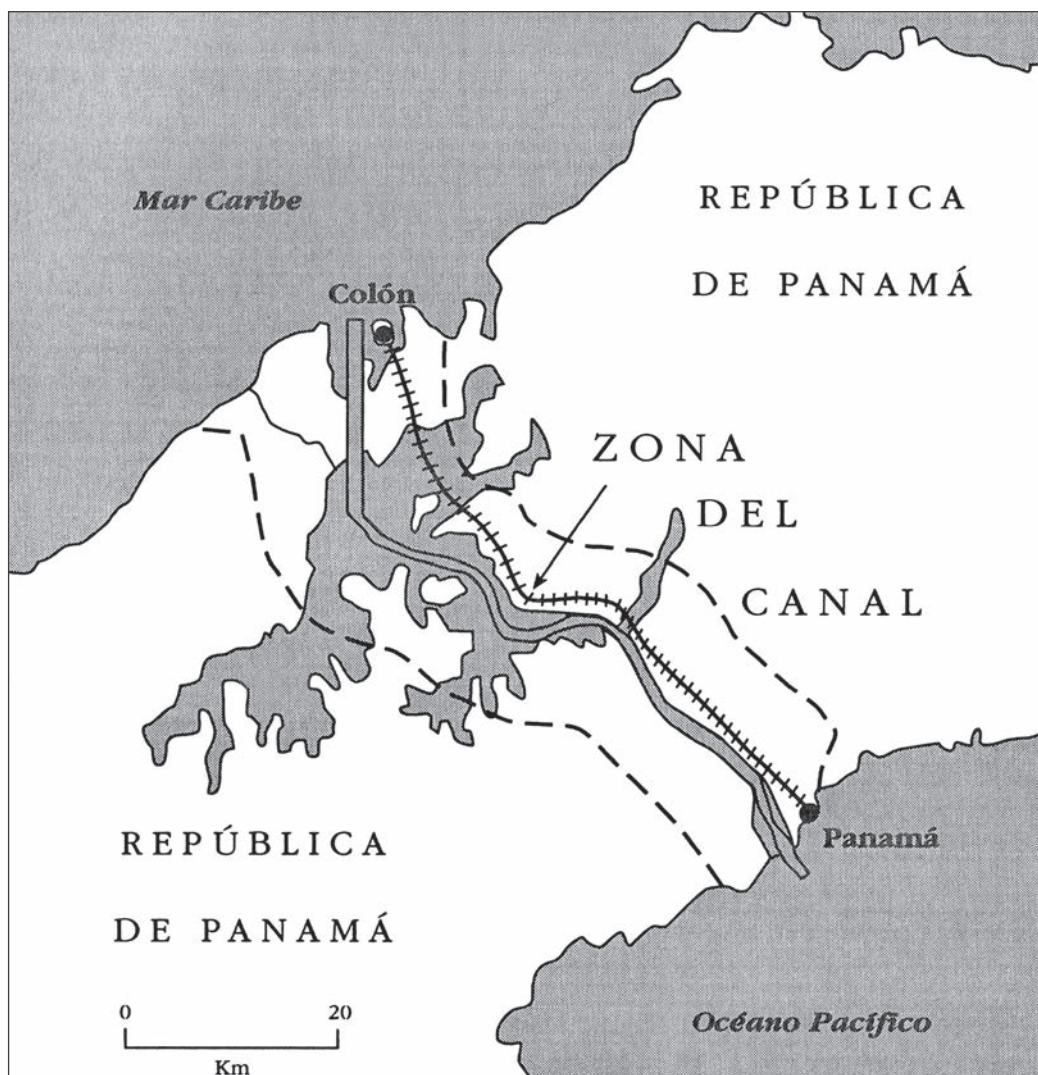 Mar Caribe
REPÚBLICA
DE PANAMÁ
Colón
ZONA
DEL
CANAL
REPÚBLICA
DE PANAMÁ
Panamá
Océano Pacífico
0 20
Km